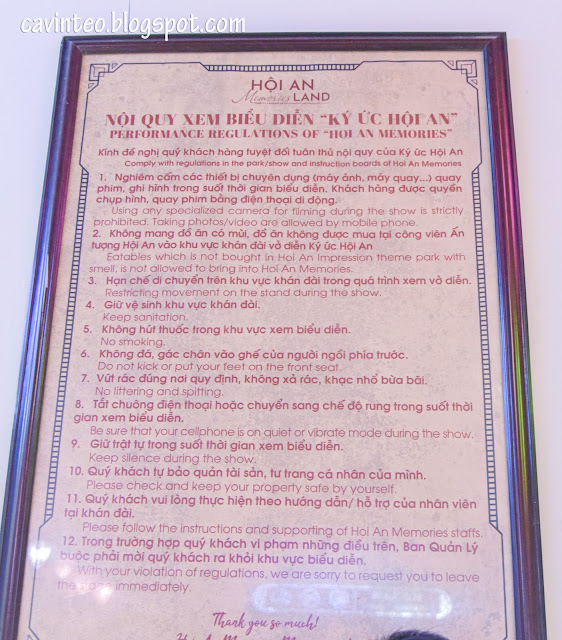 cavinteo.blogspot.com
HỘI AN
Memories LAND
NỘI QUY XEM BIỂU DIỄN “KÝ ỨC HỘI AN”
PERFORMANCE REGULATIONS OF “HOI AN MEMORIES”
Kính đề nghị quý khách hàng tuyệt đối tuân thủ nội quy của Ký ức Hội An
Comply with regulations in the park/show and instruction boards of Hoi An Memories
1. Nghiêm cấm các thiết bị chuyên dụng (máy ảnh, máy quay...) quay
phim, ghi hình trong suốt thời gian biểu diễn. Khách hàng được quyền
chụp hình, quay phim bằng điện thoại di động.
Using any specialized camera for filming during the show is strictly
prohibited. Taking photos/video are allowed by mobile phone.
2. Không mang đồ ăn có mùi, đồ ăn không được mua tại công viên Ấn
tượng Hội An vào khu vực khán đài vở diễn Ký ức Hội An
Eatables which is not bought in Hoi An Impression theme park with
smell, is not allowed to bring into Hoi An Memories.
3. Hạn chế di chuyển trên khu vực khán đài trong quá trình xem vở diễn.
Restricting movement on the stand during the show.
4. Giữ vệ sinh khu vực khán đài.
Keep sanitation.
5. Không hút thuốc trong khu vực xem biểu diễn.
No smoking.
6. Không đá, gác chân vào ghế của người ngồi phía trước.
Do not kick or put your feet on the front seat.
7. Vứt rác đúng nơi quy định, không xả rác, khạc nhổ bừa bãi.
No littering and spitting.
8. Tắt chuông điện thoại hoặc chuyển sang chế độ rung trong suốt thời
gian xem biểu diễn.
Be sure that your cellphone is on quiet or vibrate mode during the show.
9. Giữ trật tự trong suốt thời gian xem biểu diễn.
Keep silence during the show.
10. Quý khách tự bảo quản tài sản, tư trang cá nhân của mình.
Please check and keep your property safe by yourself.
11. Quý khách vui lòng thực hiện theo hướng dẫn/ hỗ trợ của nhân viên
tại khán đài.
Please follow the instructions and supporting of Hoi An Memories staffs.
12. Trong trường hợp quý khách vi phạm những điều trên, Ban Quản Lý
buộc phải mời quý khách ra khỏi khu vực biểu diễn.
With your violation of regulations, we are sorry to request you to leave
the immediately.
Thank you so much!